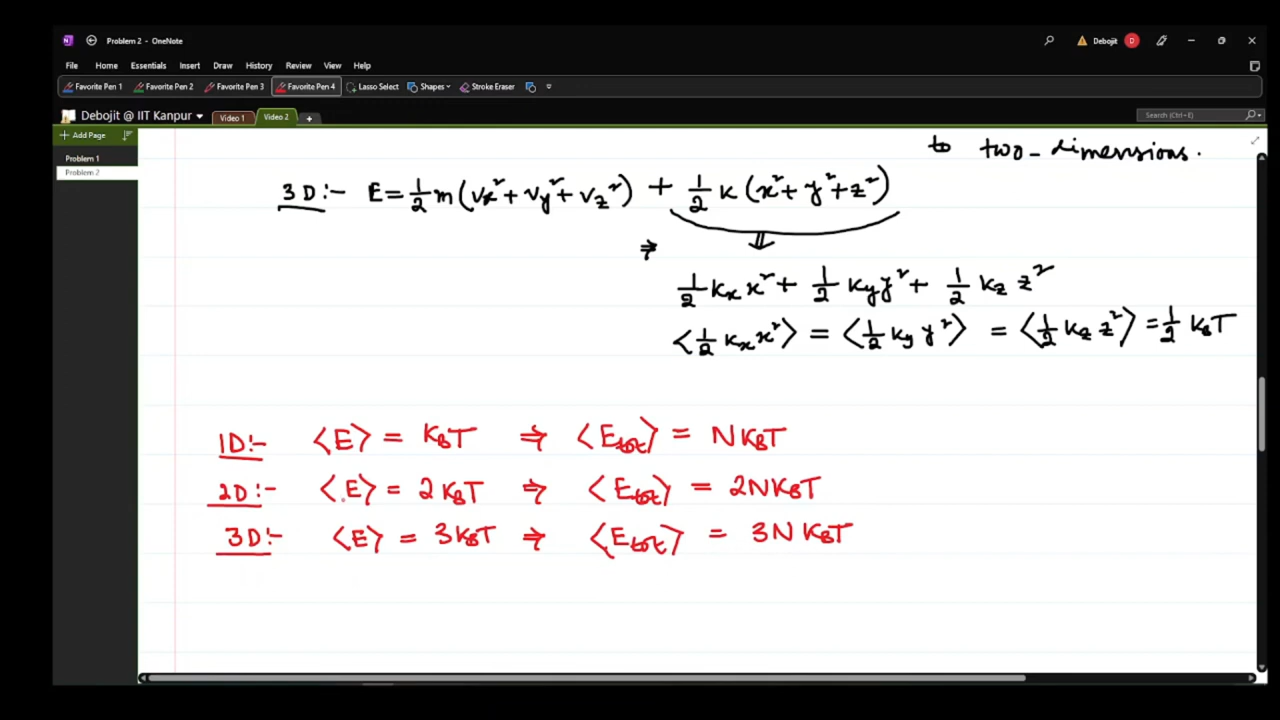 Problem 2 - OneNote
Debojit D
File Home Essentials Insert Draw History Review View Help
Favorite Pen 1 Favorite Pen 2 Favorite Pen 3 Favorite Pen 4 Lasso Select Shapes Stroke Eraser
Debojit @ IIT Kanpur Video 1 Video 2 Search (Ctrl+E)
Add Page
Problem 1
Problem 2
to two-dimensions.
3D:- E = 1/2 m(vx² + vy² + vz²) + 1/2 k (x² + y² + z²)
⇒ ⇓
1/2 kx x² + 1/2 ky y² + 1/2 kz z²
⟨1/2 kx x²⟩ = ⟨1/2 ky y²⟩ = ⟨1/2 kz z²⟩ = 1/2 kBT
1D:- ⟨E⟩ = KBT ⇒ ⟨Etot⟩ = NKBT
2D:- ⟨E⟩ = 2KBT ⇒ ⟨Etot⟩ = 2NKBT
3D:- ⟨E⟩ = 3KBT ⇒ ⟨Etot⟩ = 3NKBT